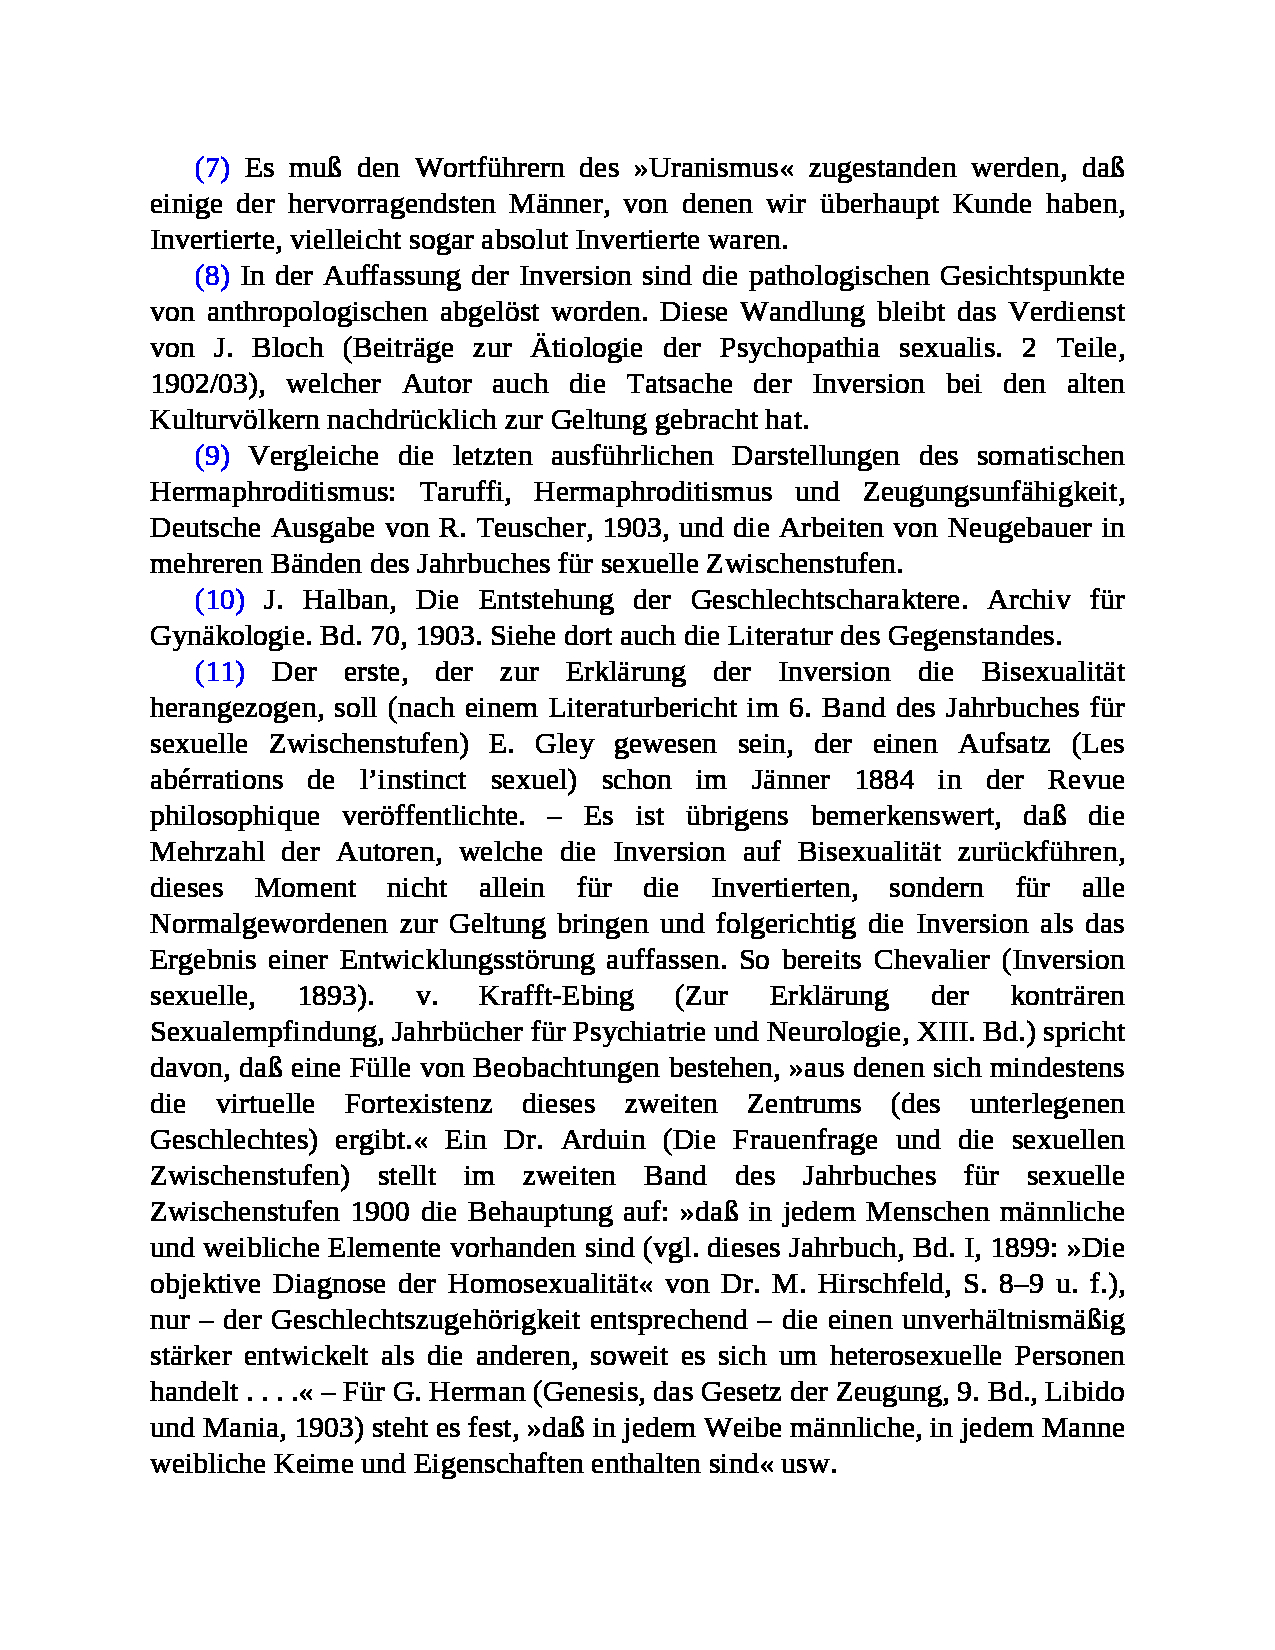 (7) Es muß den Wortführern des »Uranismus« zugestanden werden, daß
einige der hervorragendsten Männer, von denen wir überhaupt Kunde haben,
Invertierte, vielleicht sogar absolut Invertierte waren.
(8) In der Auffassung der Inversion sind die pathologischen Gesichtspunkte
von anthropologischen abgelöst worden. Diese Wandlung bleibt das Verdienst
von J. Bloch (Beiträge zur Ätiologie der Psychopathia sexualis. 2 Teile,
1902/03), welcher Autor auch die Tatsache der Inversion bei den alten
Kulturvölkern nachdrücklich zur Geltung gebracht hat.
(9) Vergleiche die letzten ausführlichen Darstellungen des somatischen
Hermaphroditismus: Taruffi, Hermaphroditismus und Zeugungsunfähigkeit,
Deutsche Ausgabe von R. Teuscher, 1903, und die Arbeiten von Neugebauer in
mehreren Bänden des Jahrbuches für sexuelle Zwischenstufen.
(10) J. Halban, Die Entstehung der Geschlechtscharaktere. Archiv für
Gynäkologie. Bd. 70, 1903. Siehe dort auch die Literatur des Gegenstandes.
(11) Der erste, der zur Erklärung der Inversion die Bisexualität
herangezogen, soll (nach einem Literaturbericht im 6. Band des Jahrbuches für
sexuelle Zwischenstufen) E. Gley gewesen sein, der einen Aufsatz (Les
abérrations de l’instinct sexuel) schon im Jänner 1884 in der Revue
philosophique veröffentlichte. – Es ist übrigens bemerkenswert, daß die
Mehrzahl der Autoren, welche die Inversion auf Bisexualität zurückführen,
dieses Moment nicht allein für die Invertierten, sondern für alle
Normalgewordenen zur Geltung bringen und folgerichtig die Inversion als das
Ergebnis einer Entwicklungsstörung auffassen. So bereits Chevalier (Inversion
sexuelle, 1893). v. Krafft-Ebing (Zur Erklärung der konträren
Sexualempfindung, Jahrbücher für Psychiatrie und Neurologie, XIII. Bd.) spricht
davon, daß eine Fülle von Beobachtungen bestehen, »aus denen sich mindestens
die virtuelle Fortexistenz dieses zweiten Zentrums (des unterlegenen
Geschlechtes) ergibt.« Ein Dr. Arduin (Die Frauenfrage und die sexuellen
Zwischenstufen) stellt im zweiten Band des Jahrbuches für sexuelle
Zwischenstufen 1900 die Behauptung auf: »daß in jedem Menschen männliche
und weibliche Elemente vorhanden sind (vgl. dieses Jahrbuch, Bd. I, 1899: »Die
objektive Diagnose der Homosexualität« von Dr. M. Hirschfeld, S. 8–9 u. f.),
nur – der Geschlechtszugehörigkeit entsprechend – die einen unverhältnismäßig
stärker entwickelt als die anderen, soweit es sich um heterosexuelle Personen
handelt . . . .« – Für G. Herman (Genesis, das Gesetz der Zeugung, 9. Bd., Libido
und Mania, 1903) steht es fest, »daß in jedem Weibe männliche, in jedem Manne
weibliche Keime und Eigenschaften enthalten sind« usw.